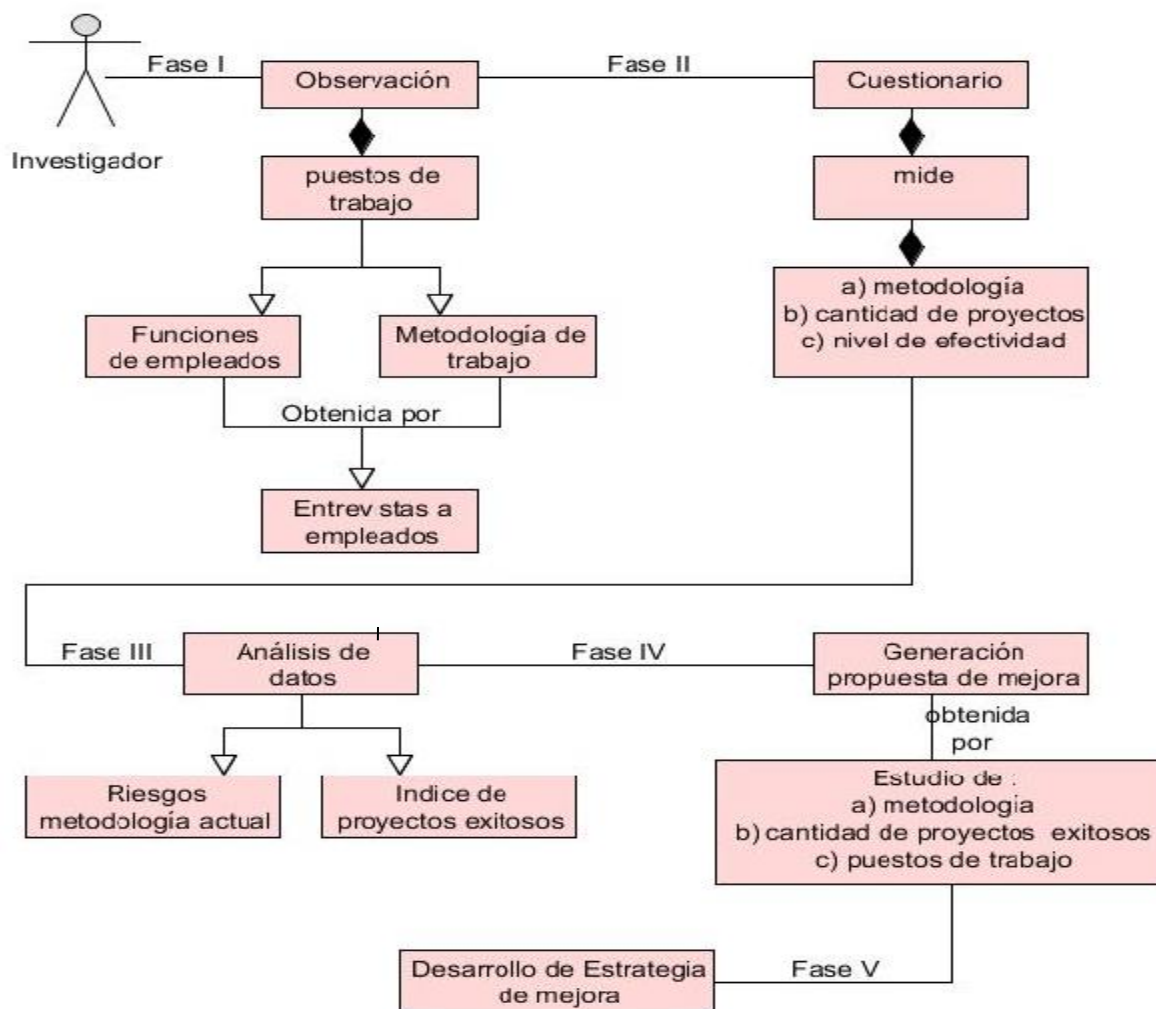 Fase I
Observación
Fase II
Cuestionario
Investigador
puestos de
trabajo
mide
Funciones
de empleados
Metodología de
trabajo
a) metodología
b) cantidad de proyectos
c) nivel de efectividad
Obtenida por
Entrev stas a
empleados
Fase III
Análisis de
datos
Fase IV
Generación
propuesta de mejora
obtenida
por
Riesgos
metodología actual
Indice de
proyectos exitosos
Estudio de :
a) metodología
b) cantidad de proyectos exitosos
c) puestos de trabajo
Desarrollo de Estrategia
de mejora
Fase V